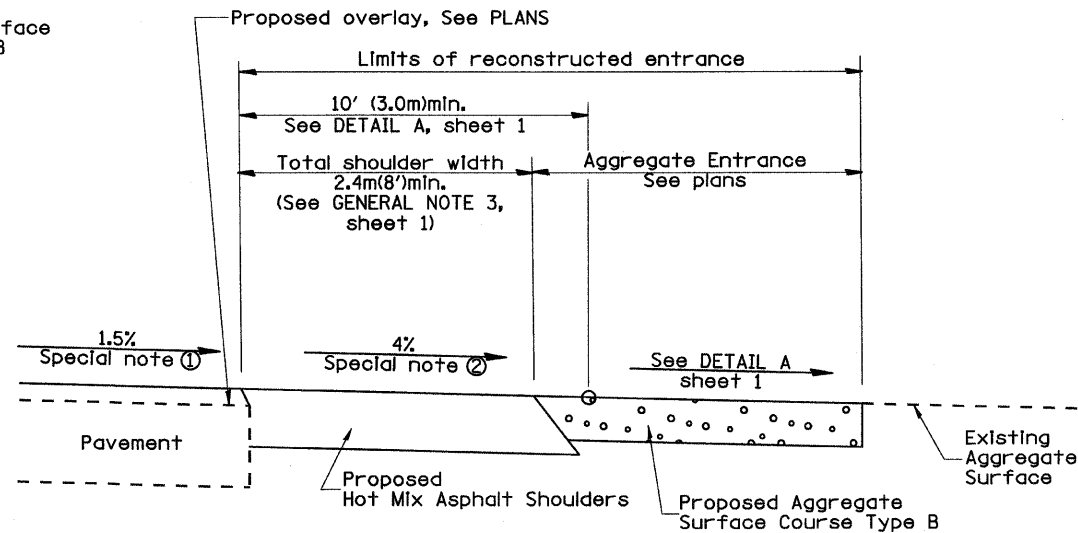 rface
B
Proposed overlay, See PLANS
Limits of reconstructed entrance
10' (3.0m)min.
See DETAIL A, sheet 1
Total shoulder width
2.4m(8')min.
(See GENERAL NOTE 3,
sheet 1)
Aggregate Entrance
See plans
1.5%
Special note ①
4%
Special note ②
See DETAIL A
sheet 1
Pavement
Proposed
Hot Mix Asphalt Shoulders
Proposed Aggregate
Surface Course Type B
Existing
Aggregate
Surface